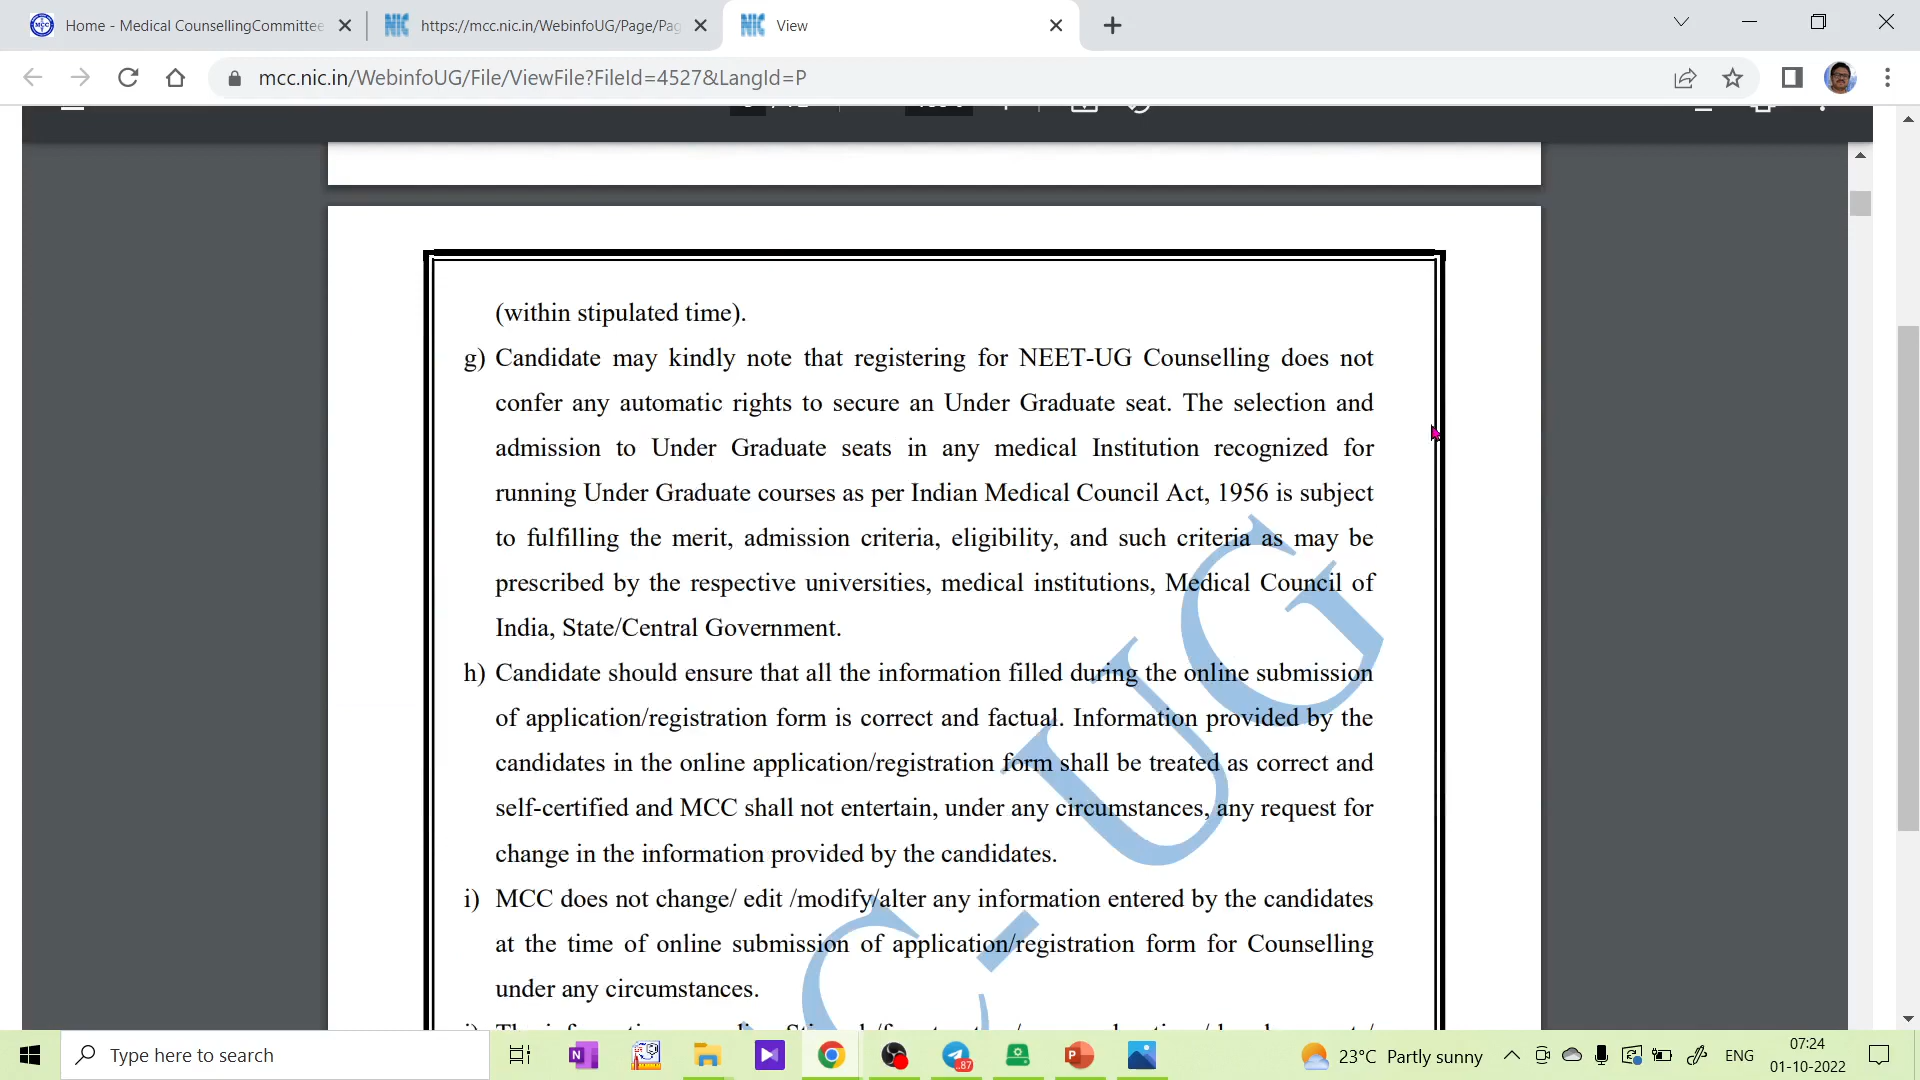 Home - Medical CounsellingCommittee
https://mcc.nic.in/WebinfoUG/Page/Pag
View
mcc.nic.in/WebinfoUG/File/ViewFile?FileId=4527&LangId=P
(within stipulated time).
g) Candidate may kindly note that registering for NEET-UG Counselling does not
confer any automatic rights to secure an Under Graduate seat. The selection and
admission to Under Graduate seats in any medical Institution recognized for
running Under Graduate courses as per Indian Medical Council Act, 1956 is subject
to fulfilling the merit, admission criteria, eligibility, and such criteria as may be
prescribed by the respective universities, medical institutions, Medical Council of
India, State/Central Government.
h) Candidate should ensure that all the information filled during the online submission
of application/registration form is correct and factual. Information provided by the
candidates in the online application/registration form shall be treated as correct and
self-certified and MCC shall not entertain, under any circumstances, any request for
change in the information provided by the candidates.
i) MCC does not change/ edit /modify/alter any information entered by the candidates
at the time of online submission of application/registration form for Counselling
under any circumstances.
C-UG
Type here to search
87
23°C Partly sunny
ENG
07:24
01-10-2022